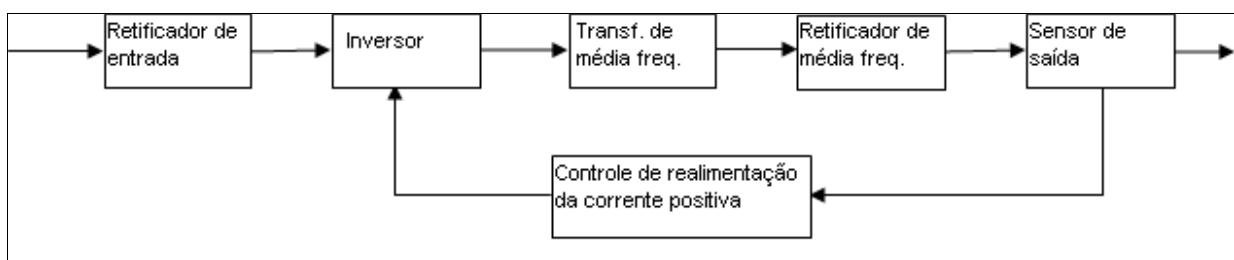 Retificador de
entrada
Inversor
Transf. de
média freq.
Retificador de
média freq.
Sensor de
saída
Controle de realimentação
da corrente positiva